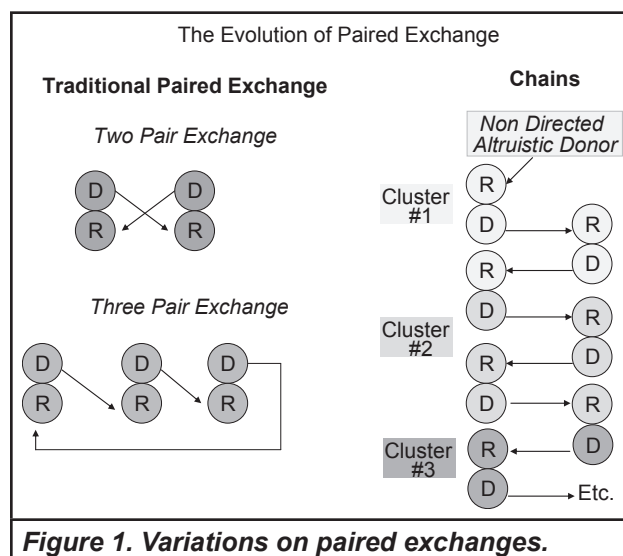 The Evolution of Paired Exchange
Traditional Paired Exchange
Two Pair Exchange
D D
R R
Three Pair Exchange
D D D
R R R
Chains
Non Directed
Altruistic Donor
Cluster
#1
R
D R
R D
Cluster
#2
D R
R D
D R
Cluster
#3
R D
D Etc.
Figure 1. Variations on paired exchanges.